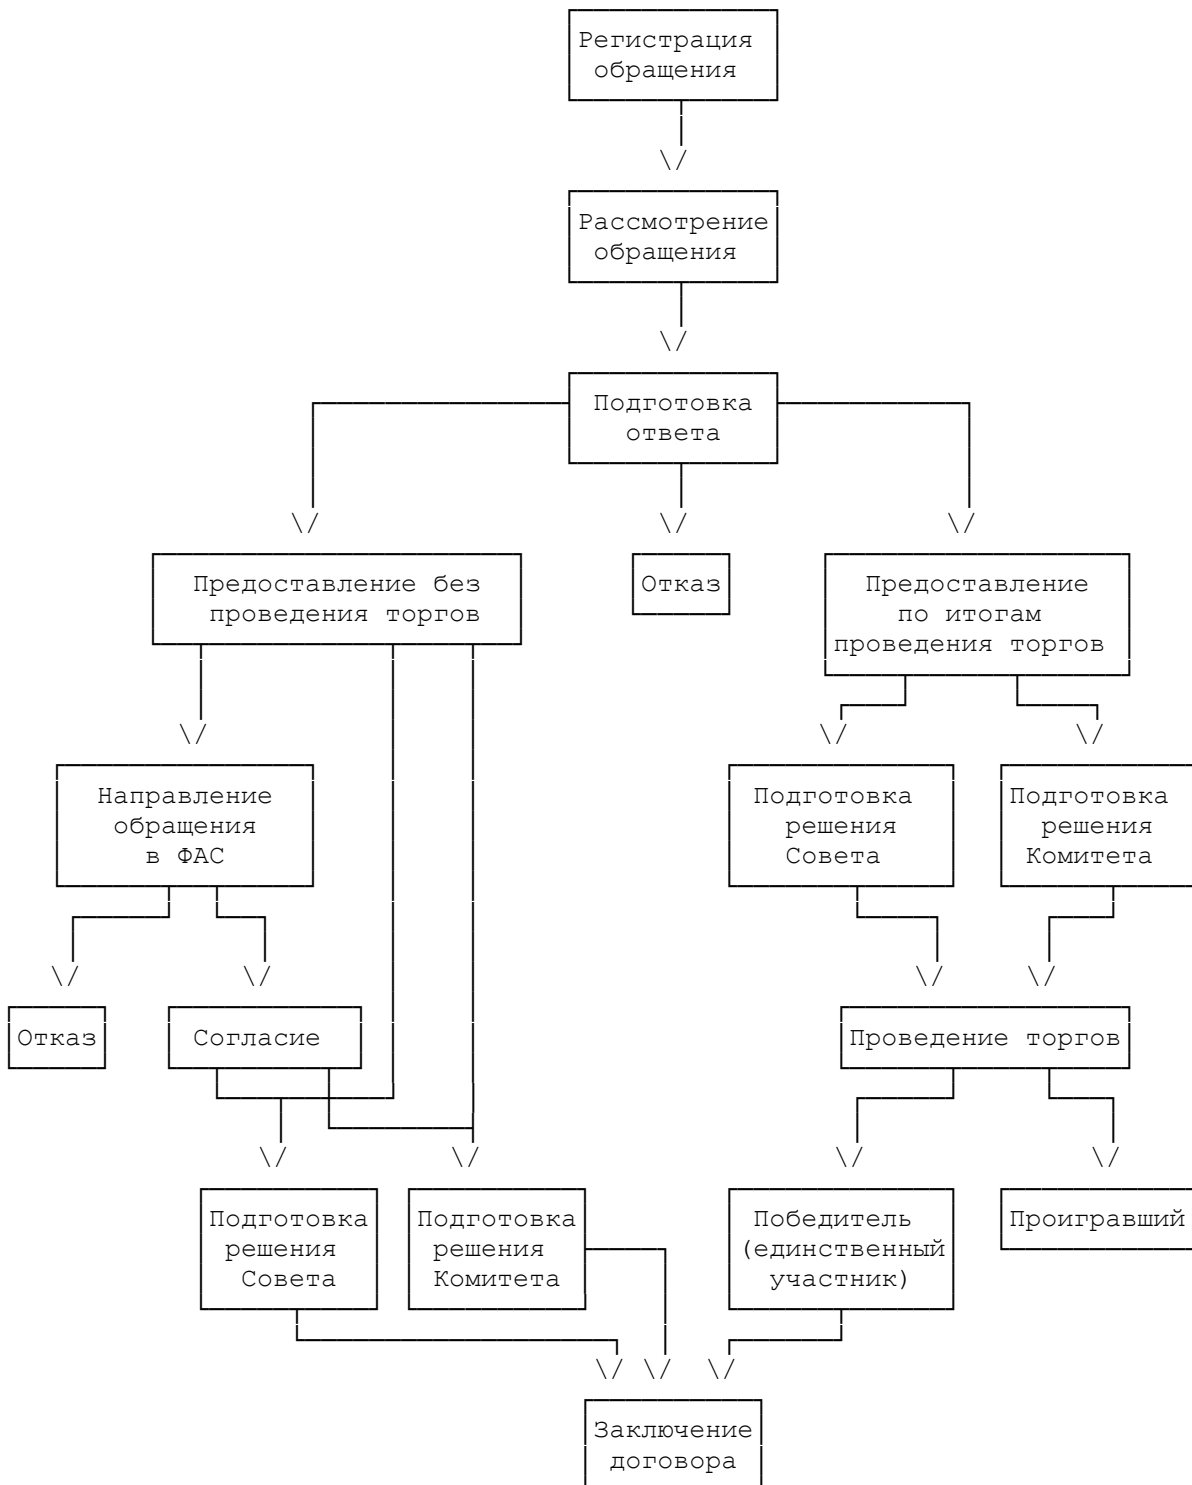 Регистрация
обращения
Рассмотрение
обращения
Подготовка
ответа
Предоставление без
проведения торгов
Отказ
Предоставление
по итогам
проведения торгов
Направление
обращения
в ФАС
Подготовка
решения
Совета
Подготовка
решения
Комитета
Отказ
Согласие
Проведение торгов
Подготовка
решения
Совета
Подготовка
решения
Комитета
Победитель
(единственный
участник)
Проигравший
Заключение
договора